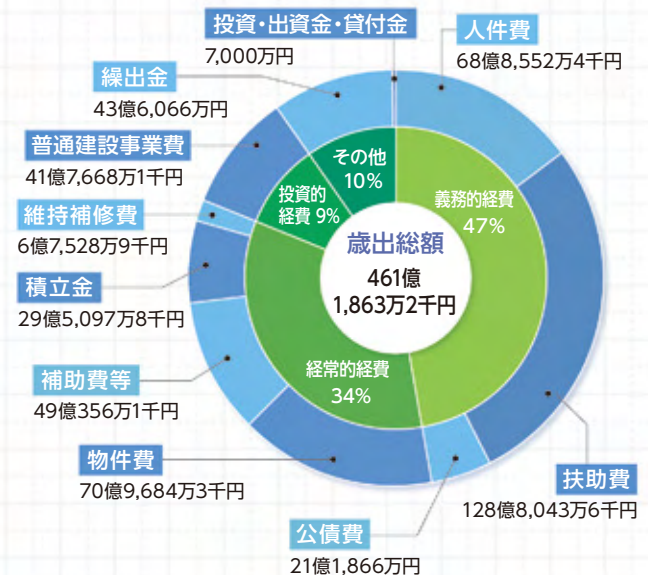 投資・出資金・貸付金
7,000万円
人件費
68億8,552万4千円
繰出金
43億6,066万円
普通建設事業費
41億7,668万1千円
維持補修費
6億7,528万9千円
積立金
29億5,097万8千円
補助費等
49億356万1千円
物件費
70億9,684万3千円
公債費
21億1,866万円
扶助費
128億8,043万6千円
その他
10%
投資的
経費 9%
義務的経費
47%
経常的経費
34%
歳出総額
461億
1,863万2千円